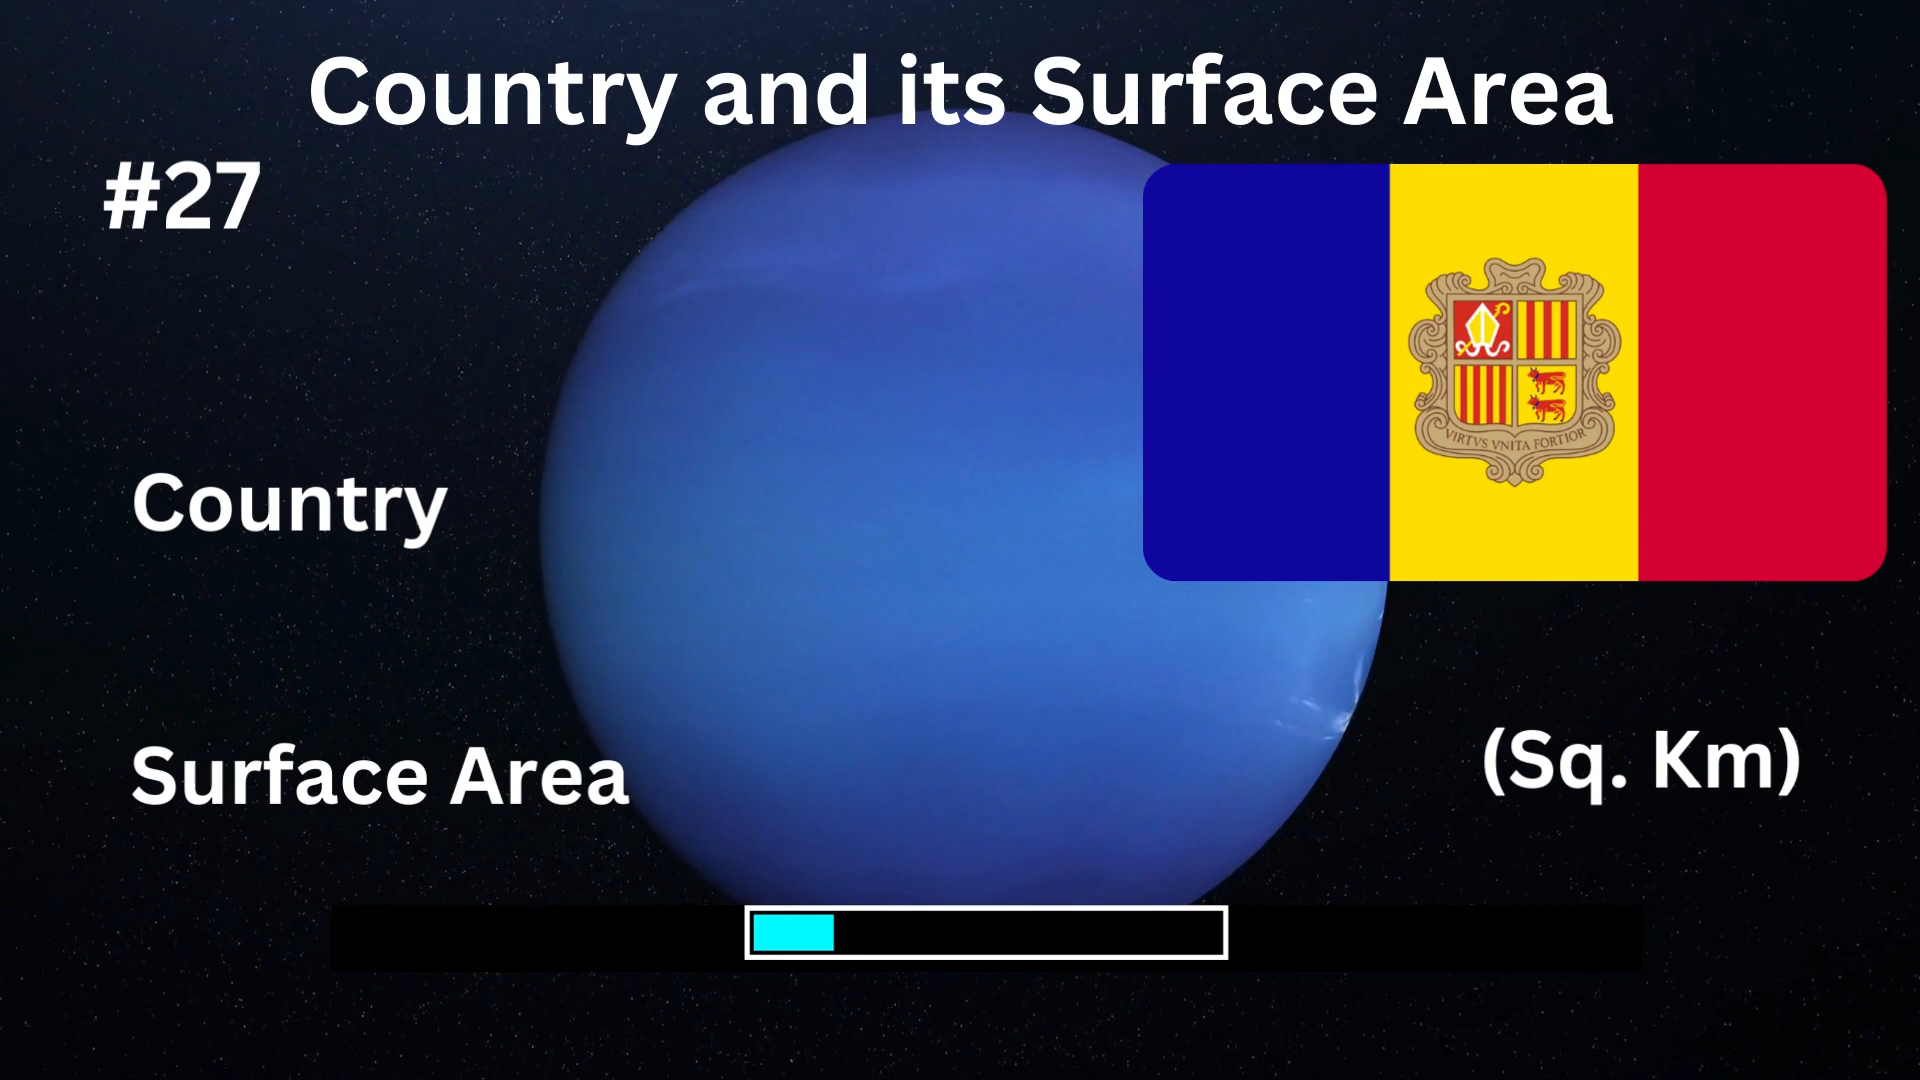 Country and its Surface Area
#27
VIRTVS VNITA FORTIOR
Country
Surface Area
(Sq. Km)